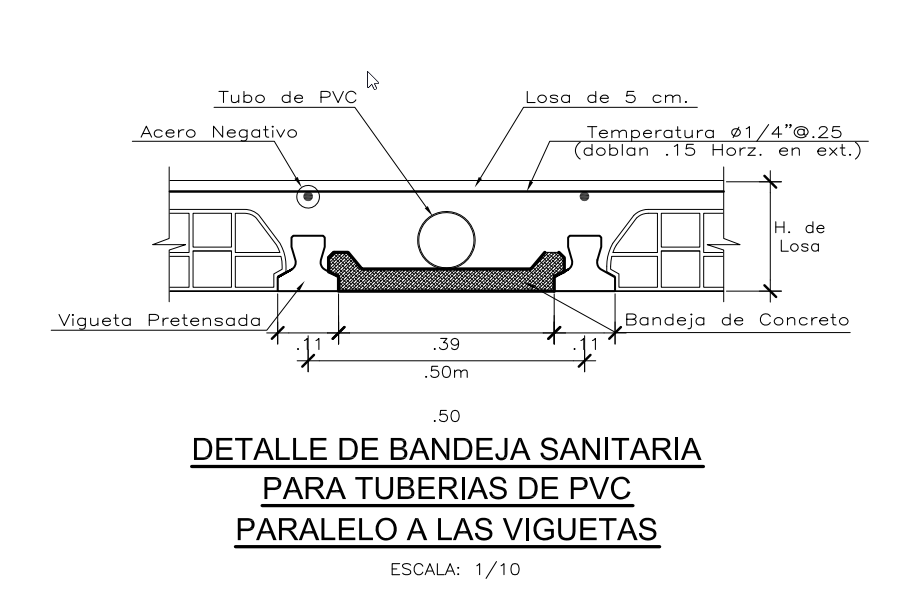 Tubo de PVC
Losa de 5 cm.
Acero Negativo
Temperatura ø1/4"@.25
(doblan .15 Horz. en ext.)
H. de
Losa
Vigueta Pretensada
Bandeja de Concreto
.11
.39
.11
.50m
.50
DETALLE DE BANDEJA SANITARIA
PARA TUBERIAS DE PVC
PARALELO A LAS VIGUETAS
ESCALA: 1/10